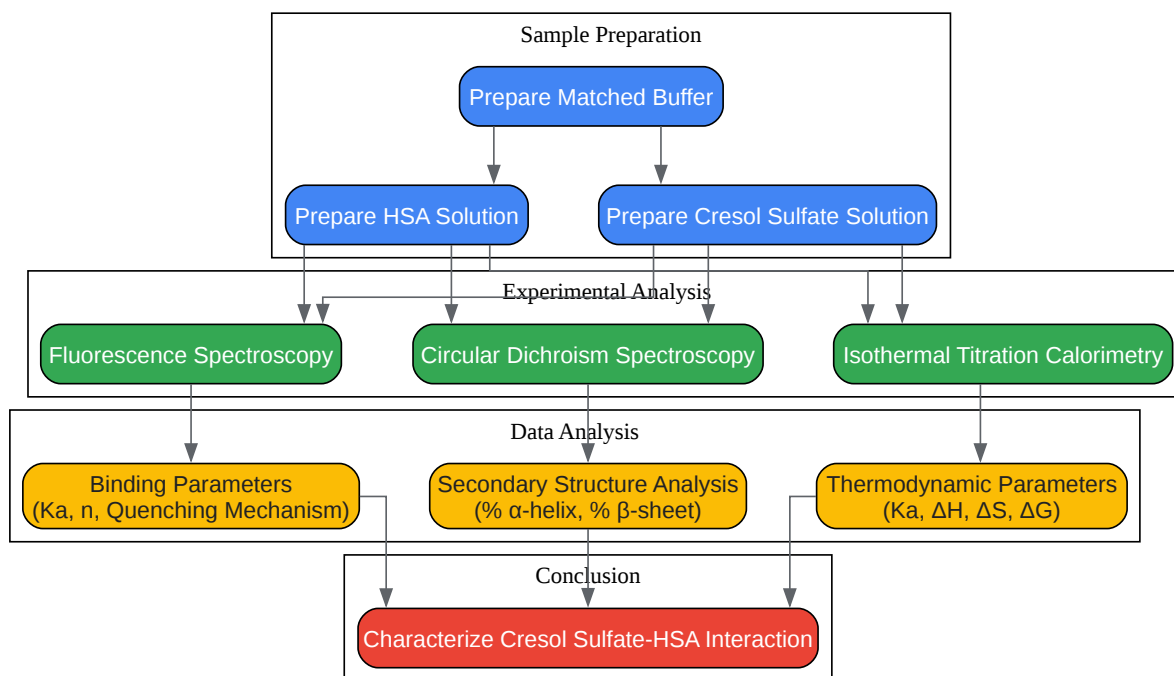 Sample Preparation
Prepare Matched Buffer
Prepare HSA Solution
Prepare Cresol Sulfate Solution
Experimental Analysis
Fluorescence Spectroscopy
Circular Dichroism Spectroscopy
Isothermal Titration Calorimetry
Data Analysis
Binding Parameters
(Ka, n, Quenching Mechanism)
Secondary Structure Analysis
(% α-helix, % β-sheet)
Thermodynamic Parameters
(Ka, ΔH, ΔS, ΔG)
Conclusion
Characterize Cresol Sulfate-HSA Interaction